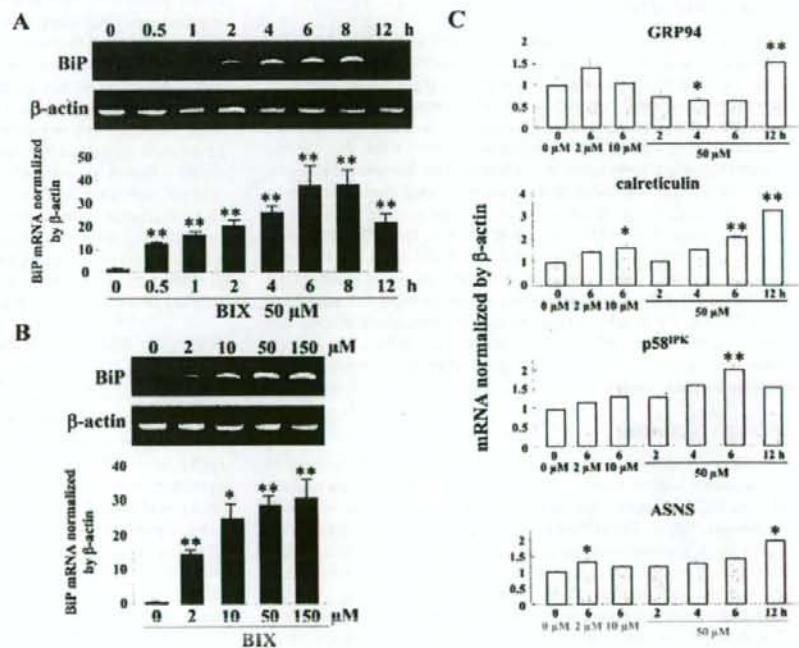 A
0 0.5 1 2 4 6 8 12 h
BiP
β-actin
BiP mRNA normalized
by β-actin
50
40
30
20
10
0
** ** ** ** ** ** **
0 0.5 1 2 4 6 8 12 h
BIX 50 μM
B
0 2 10 50 150 μM
BiP
β-actin
BiP mRNA normalized
by β-actin
40
30
20
10
0
** * ** **
0 2 10 50 150 μM
BIX
C
mRNA normalized by β-actin
GRP94
1.5
1
0.5
0
* **
0 6 6 2 4 6 12 h
0 μM 2 μM 10 μM 50 μM
calreticulin
4
3
2
1
0
* ** **
0 6 6 2 4 6 12 h
0 μM 2 μM 10 μM 50 μM
p58IPK
2
1.5
1
0.5
0
**
0 6 6 2 4 6 12 h
0 μM 2 μM 10 μM 50 μM
ASNS
2
1.5
1
0.5
0
* *
0 6 6 2 4 6 12 h
0 μM 2 μM 10 μM 50 μM